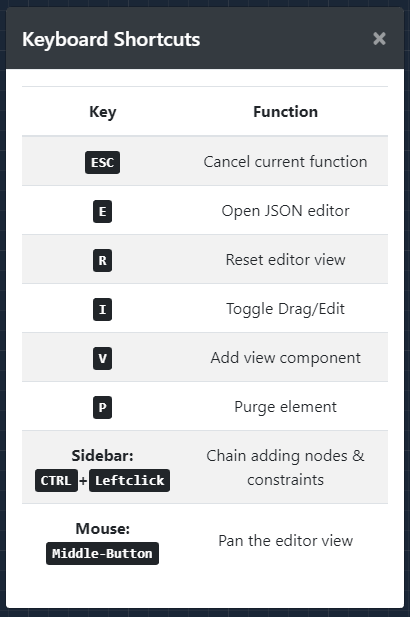 Keyboard Shortcuts ×
Key Function
ESC Cancel current function
E Open JSON editor
R Reset editor view
I Toggle Drag/Edit
V Add view component
P Purge element
Sidebar:
CTRL+Leftclick
Chain adding nodes &
constraints
Mouse:
Middle-Button
Pan the editor view